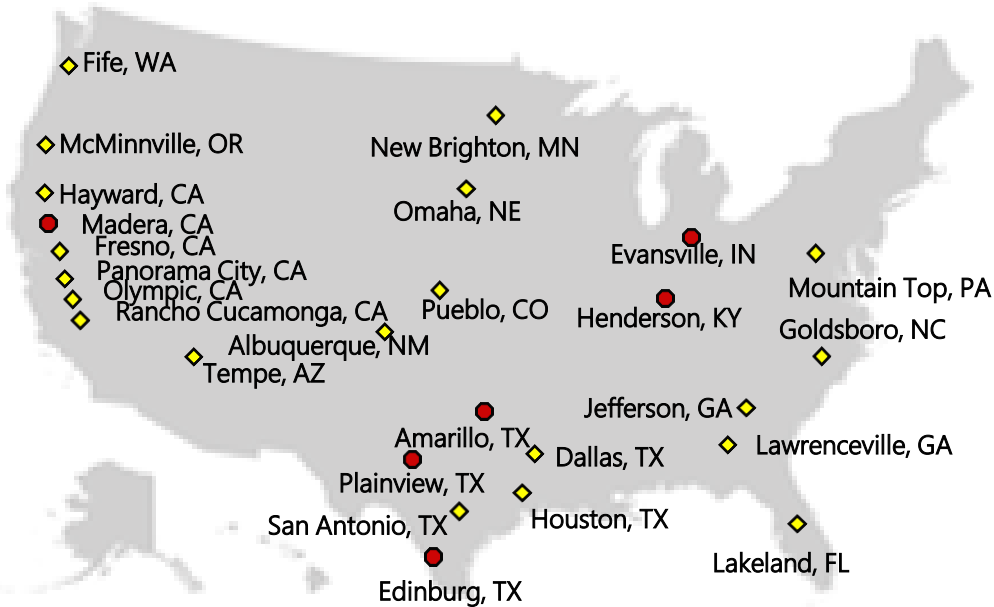 Fife, WA
McMinnville, OR
New Brighton, MN
Hayward, CA
Omaha, NE
Madera, CA
Fresno, CA
Evansville, IN
Panorama City, CA
Olympic, CA
Mountain Top, PA
Rancho Cucamonga, CA
Pueblo, CO
Henderson, KY
Goldsboro, NC
Albuquerque, NM
Tempe, AZ
Jefferson, GA
Amarillo, TX
Lawrenceville, GA
Dallas, TX
Plainview, TX
Houston, TX
San Antonio, TX
Lakeland, FL
Edinburg, TX